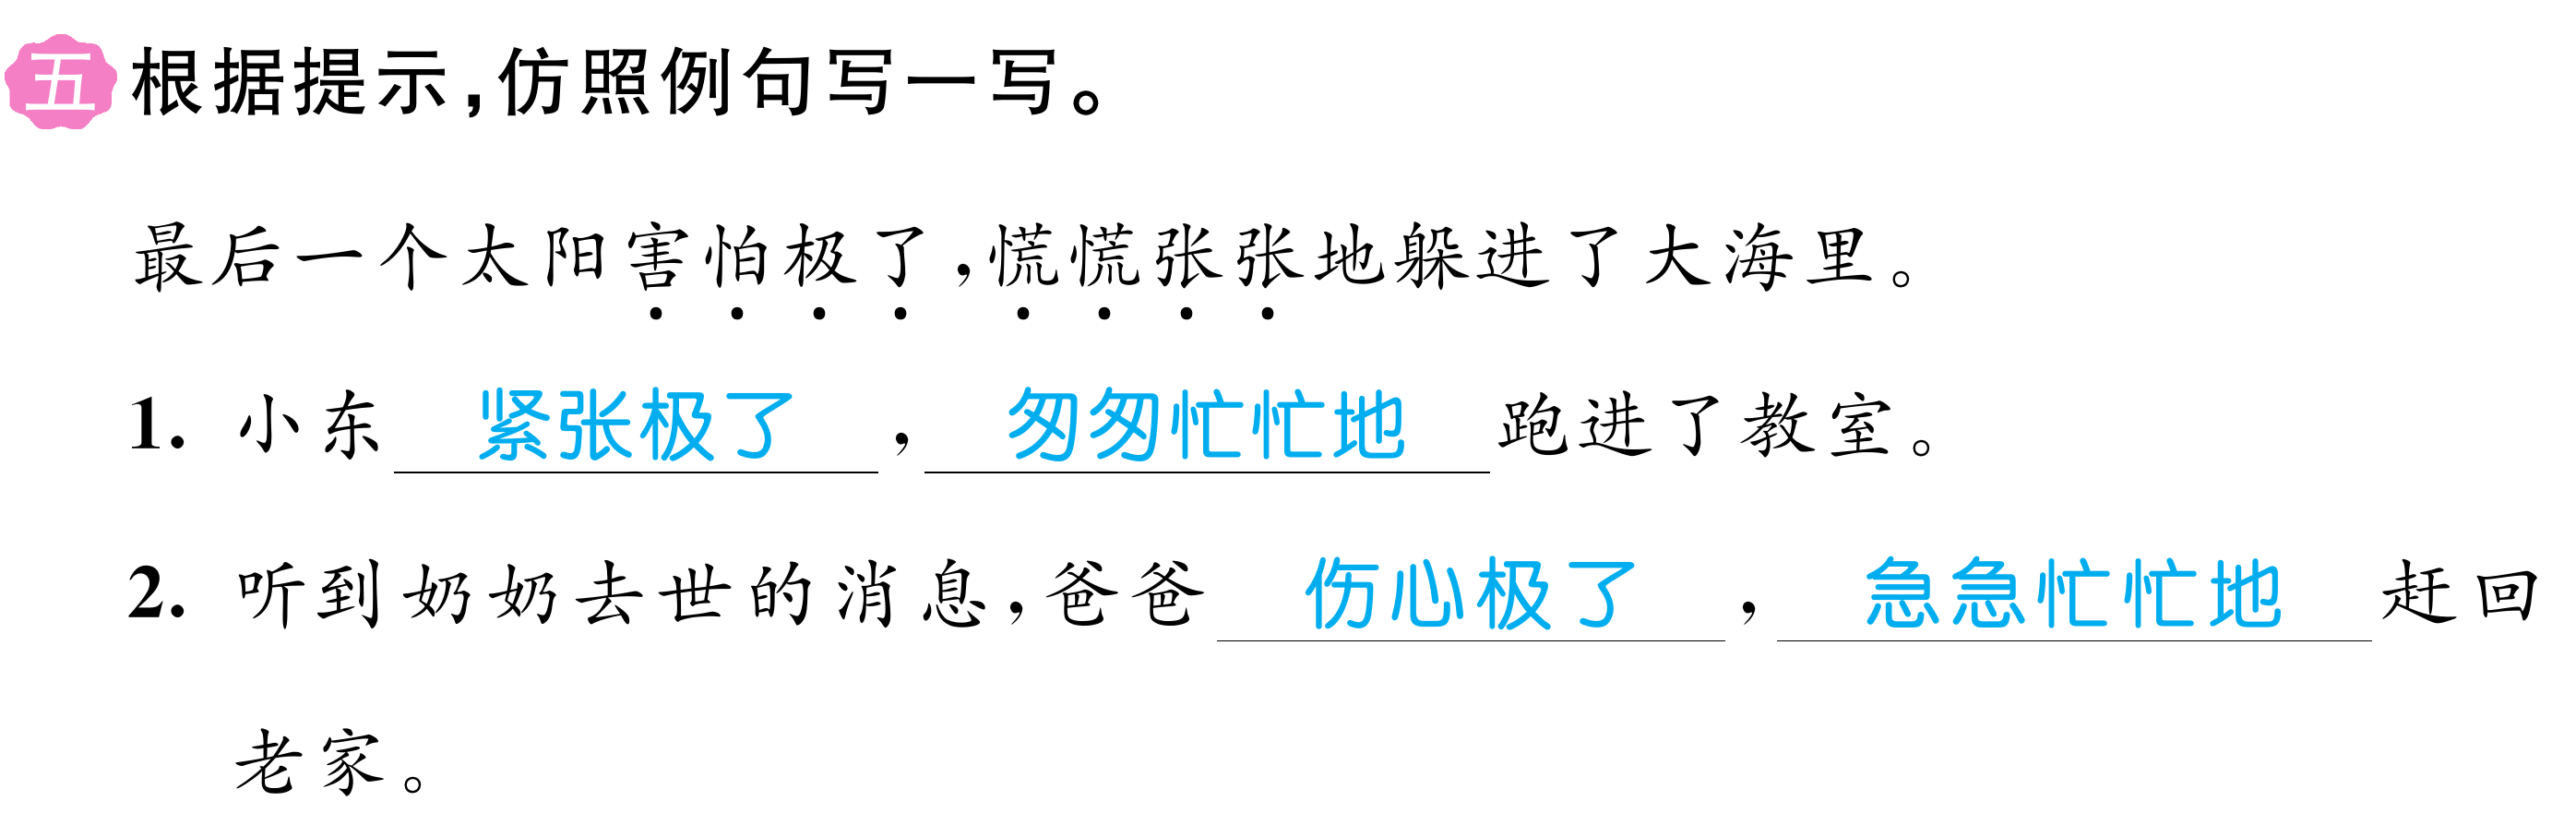 五 根据提示,仿照例句写一写。
最后一个太阳害怕极了,慌慌张张地躲进了大海里。
1. 小东 紧张极了 , 匆匆忙忙地 跑进了教室。
2. 听到奶奶去世的消息,爸爸 伤心极了 , 急急忙忙地 赶回
老家。